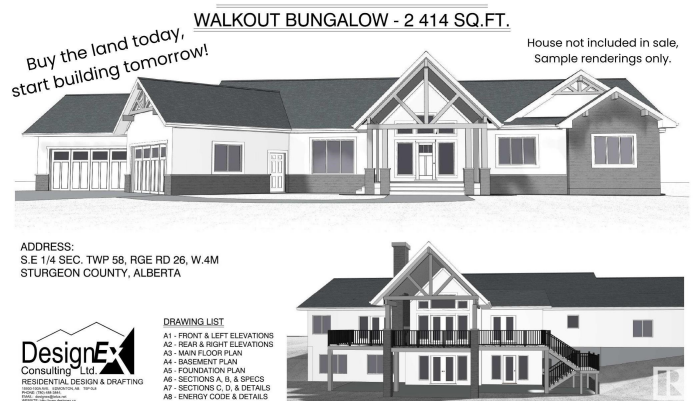 WALKOUT BUNGALOW - 2 414 SQ.FT.
Buy the land today,
start building tomorrow!
House not included in sale,
Sample renderings only.
ADDRESS:
S.E 1/4 SEC. TWP 58, RGE RD 26, W.4M
STURGEON COUNTY, ALBERTA
DRAWING LIST
A1 - FRONT & LEFT ELEVATIONS
A2 - REAR & RIGHT ELEVATIONS
A3 - MAIN FLOOR PLAN
A4 - BASEMENT PLAN
A5 - FOUNDATION PLAN
A6 - SECTIONS A, B, & SPECS
A7 - SECTIONS C, D, & DETAILS
A8 - ENERGY CODE & DETAILS
DesignEx
Consulting Ltd.
RESIDENTIAL DESIGN & DRAFTING